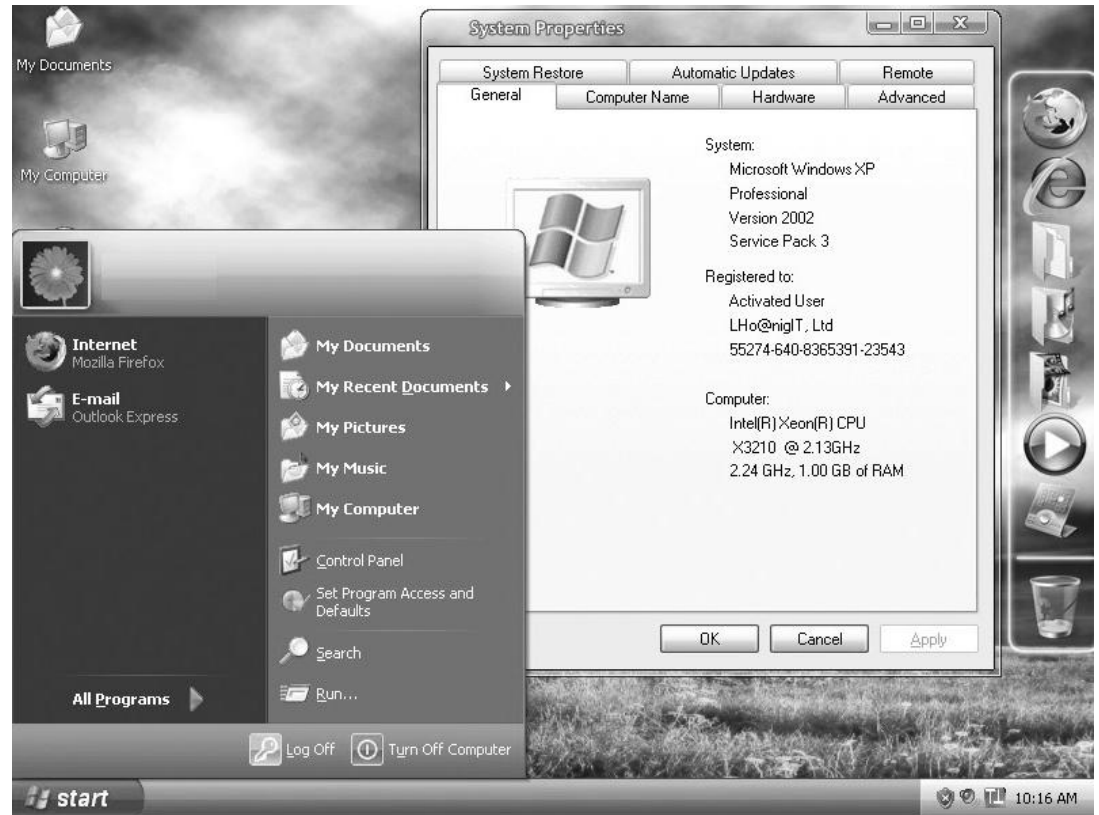 My Documents
My Computer
System Properties
System Restore
Automatic Updates
Remote
General
Computer Name
Hardware
Advanced
System:
Microsoft Windows XP
Professional
Version 2002
Service Pack 3
Registered to:
Activated User
LHo@nigIT, Ltd
55274-640-8365391-23543
Computer:
Intel(R) Xeon(R) CPU
X3210 @ 2.13GHz
2.24 GHz, 1.00 GB of RAM
OK
Cancel
Apply
Internet
Mozilla Firefox
E-mail
Outlook Express
All Programs
My Documents
My Recent Documents
My Pictures
My Music
My Computer
Control Panel
Set Program Access and
Defaults
Search
Run...
Log Off
Turn Off Computer
start
10:16 AM